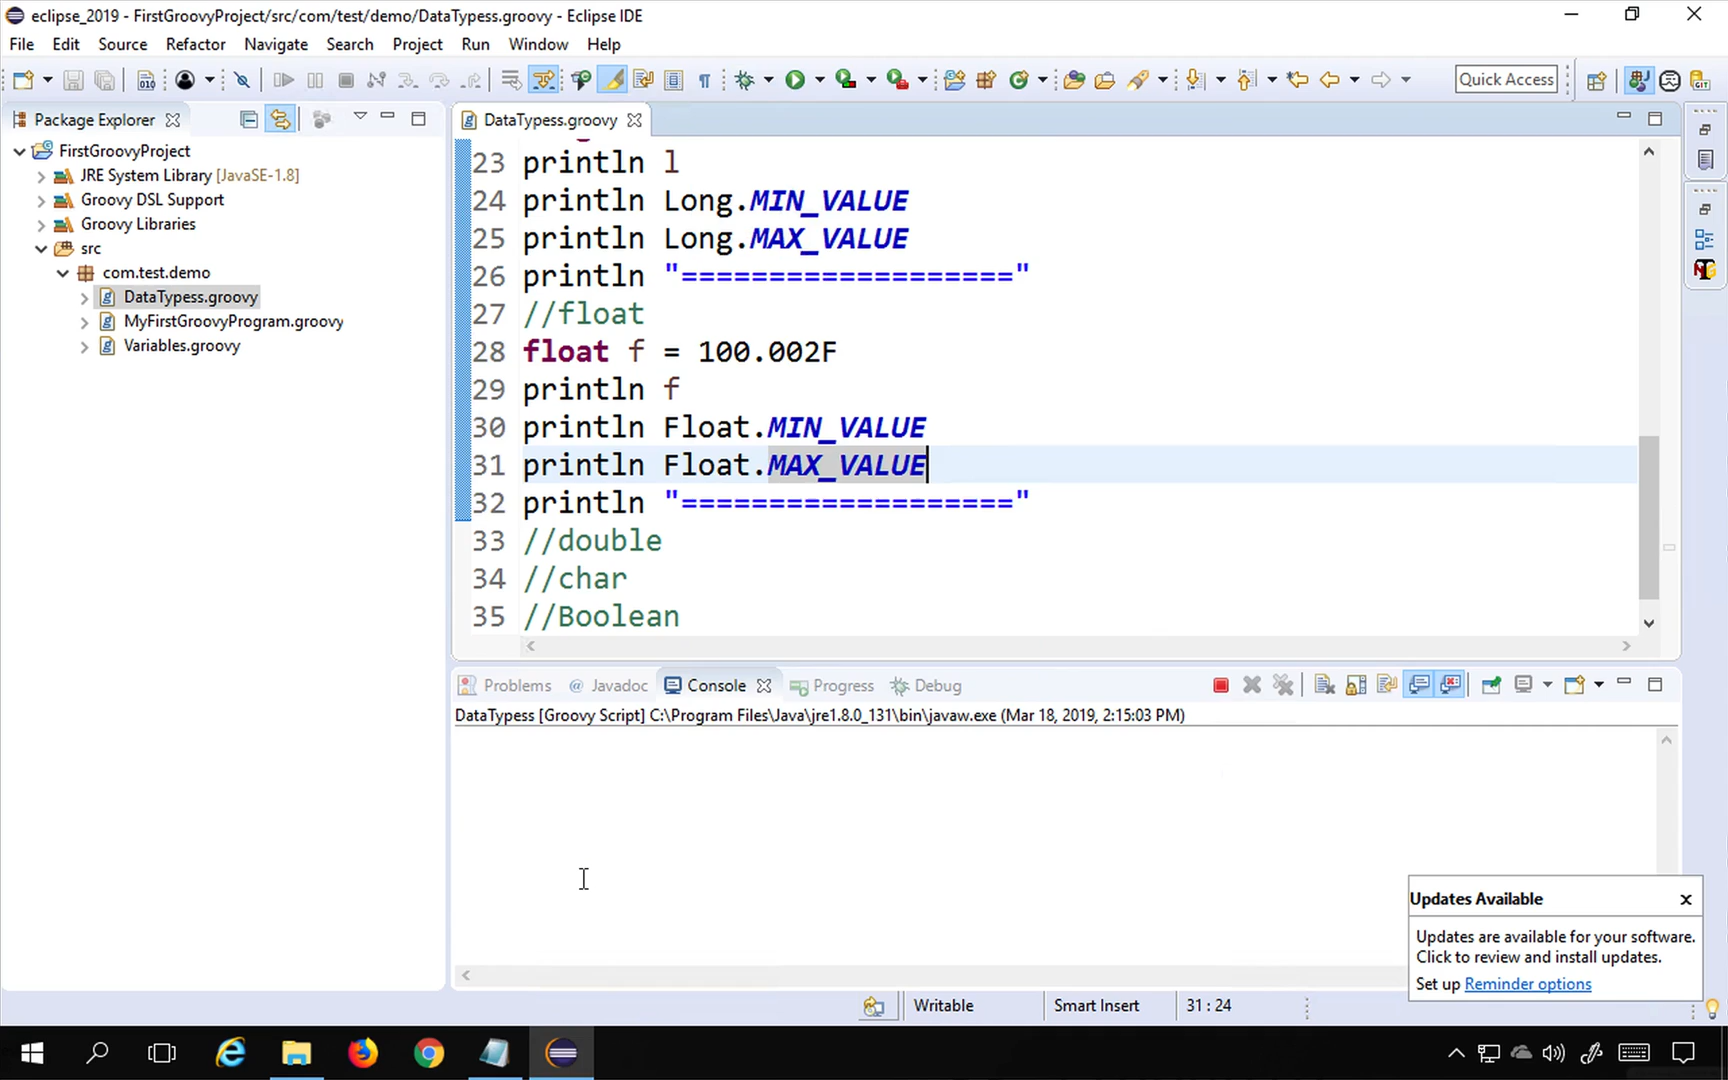 eclipse_2019 - FirstGroovyProject/src/com/test/demo/DataTypess.groovy - Eclipse IDE
File Edit Source Refactor Navigate Search Project Run Window Help
Quick Access
Package Explorer
FirstGroovyProject
JRE System Library [JavaSE-1.8]
Groovy DSL Support
Groovy Libraries
src
com.test.demo
DataTypess.groovy
MyFirstGroovyProgram.groovy
Variables.groovy
DataTypess.groovy
23 println l
24 println Long.MIN_VALUE
25 println Long.MAX_VALUE
26 println "==================="
27 //float
28 float f = 100.002F
29 println f
30 println Float.MIN_VALUE
31 println Float.MAX_VALUE
32 println "==================="
33 //double
34 //char
35 //Boolean
Problems @ Javadoc Console Progress Debug
DataTypess [Groovy Script] C:\Program Files\Java\jre1.8.0_131\bin\javaw.exe (Mar 18, 2019, 2:15:03 PM)
Updates Available
Updates are available for your software.
Click to review and install updates.
Set up Reminder options
Writable Smart Insert 31 : 24